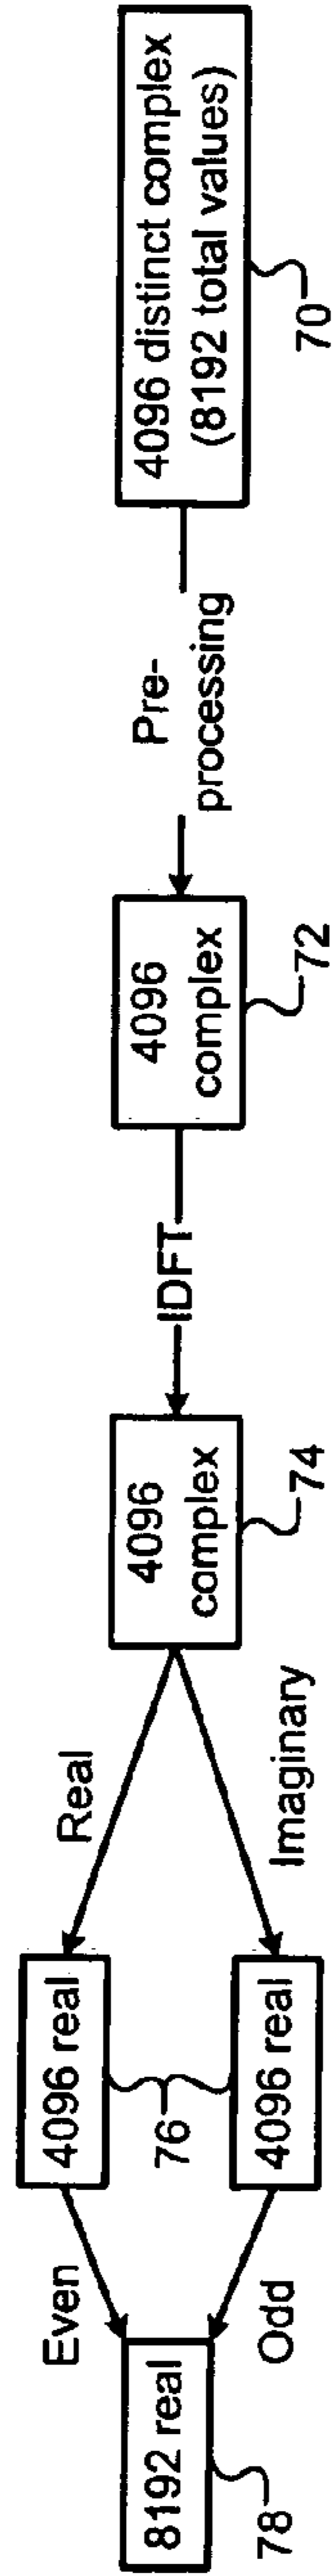 8192 real
78
Even
Odd
4096 real
4096 real
76
Real
Imaginary
4096
complex
74
IDFT
4096
complex
72
Pre-
processing
4096 distinct complex
(8192 total values)
70